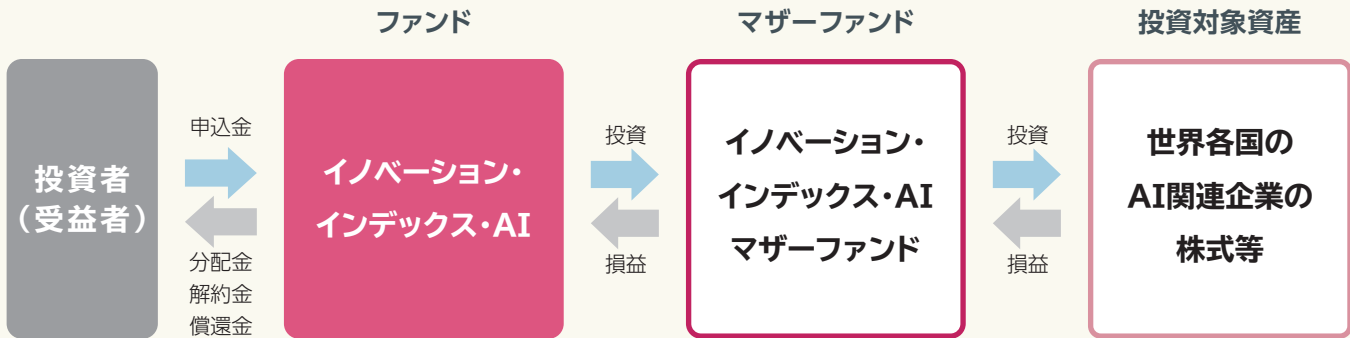 ファンド
マザーファンド
投資対象資産
投資者
(受益者)
申込金
分配金
解約金
償還金
イノベーション・
インデックス・AI
投資
損益
イノベーション・
インデックス・AI
マザーファンド
投資
損益
世界各国の
AI関連企業の
株式等